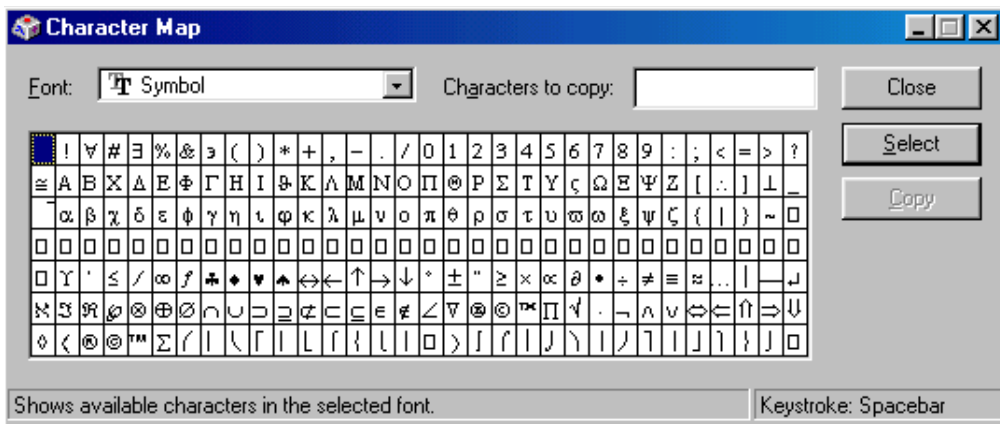 Character Map
Font: Symbol Characters to copy: Close
Select
Copy
! ∀ # ∃ % & ∍ ( ) * + , − . / 0 1 2 3 4 5 6 7 8 9 : ; < = > ?
≅ Α Β Χ Δ Ε Φ Γ Η Ι ϑ Κ Λ Μ Ν Ο Π Θ Ρ Σ Τ Υ ς Ω Ξ Ψ Ζ [ ∴ ] ⊥ _
‾ α β χ δ ε φ γ η ι ϕ κ λ μ ν ο π θ ρ σ τ υ ϖ ω ξ ψ ζ { | } ~ □
□ □ □ □ □ □ □ □ □ □ □ □ □ □ □ □ □ □ □ □ □ □ □ □ □ □ □ □ □ □ □ □
□ ϒ ′ ≤ ⁄ ∞ ƒ ♣ ♦ ♥ ♠ ↔ ← ↑ → ↓ ° ± ″ ≥ × ∝ ∂ • ÷ ≠ ≡ ≈ … | — ↵
ℵ ℑ ℜ ℘ ⊗ ⊕ ∅ ∩ ∪ ⊃ ⊇ ⊄ ⊂ ⊆ ∈ ∉ ∠ ∇ ® © ™ ∏ √ ⋅ ¬ ∧ ∨ ⇔ ⇐ ⇑ ⇒ ⇓
◊ 〈 ® © ™ ∑ ⎛ ⎜ ⎝ ⎡ ⎢ ⎣ ⎧ ⎨ ⎩ ⎪ □ 〉 ∫ ⌠ ⎮ ⌡ ⎞ ⎟ ⎠ ⎤ ⎥ ⎦ ⎫ ⎬ ⎭ □
Shows available characters in the selected font. Keystroke: Spacebar